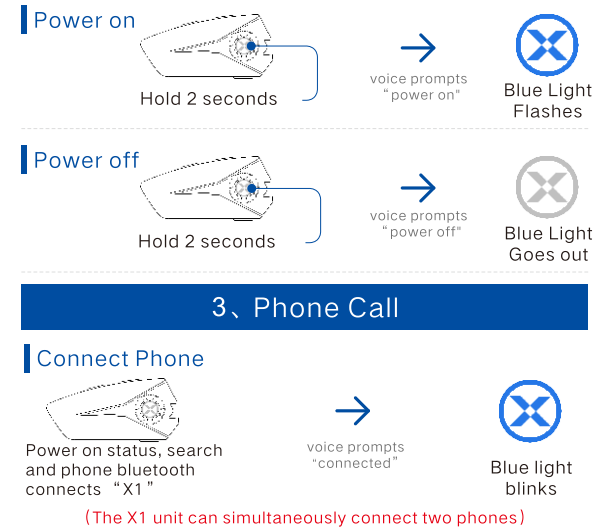 Power on
Hold 2 seconds
voice prompts
“power on"
Blue Light
Flashes
Power off
Hold 2 seconds
voice prompts
“power off"
Blue Light
Goes out
3、Phone Call
Connect Phone
Power on status, search
and phone bluetooth
connects “X1”
voice prompts
"connected”
Blue light
blinks
(The X1 unit can simultaneously connect two phones)